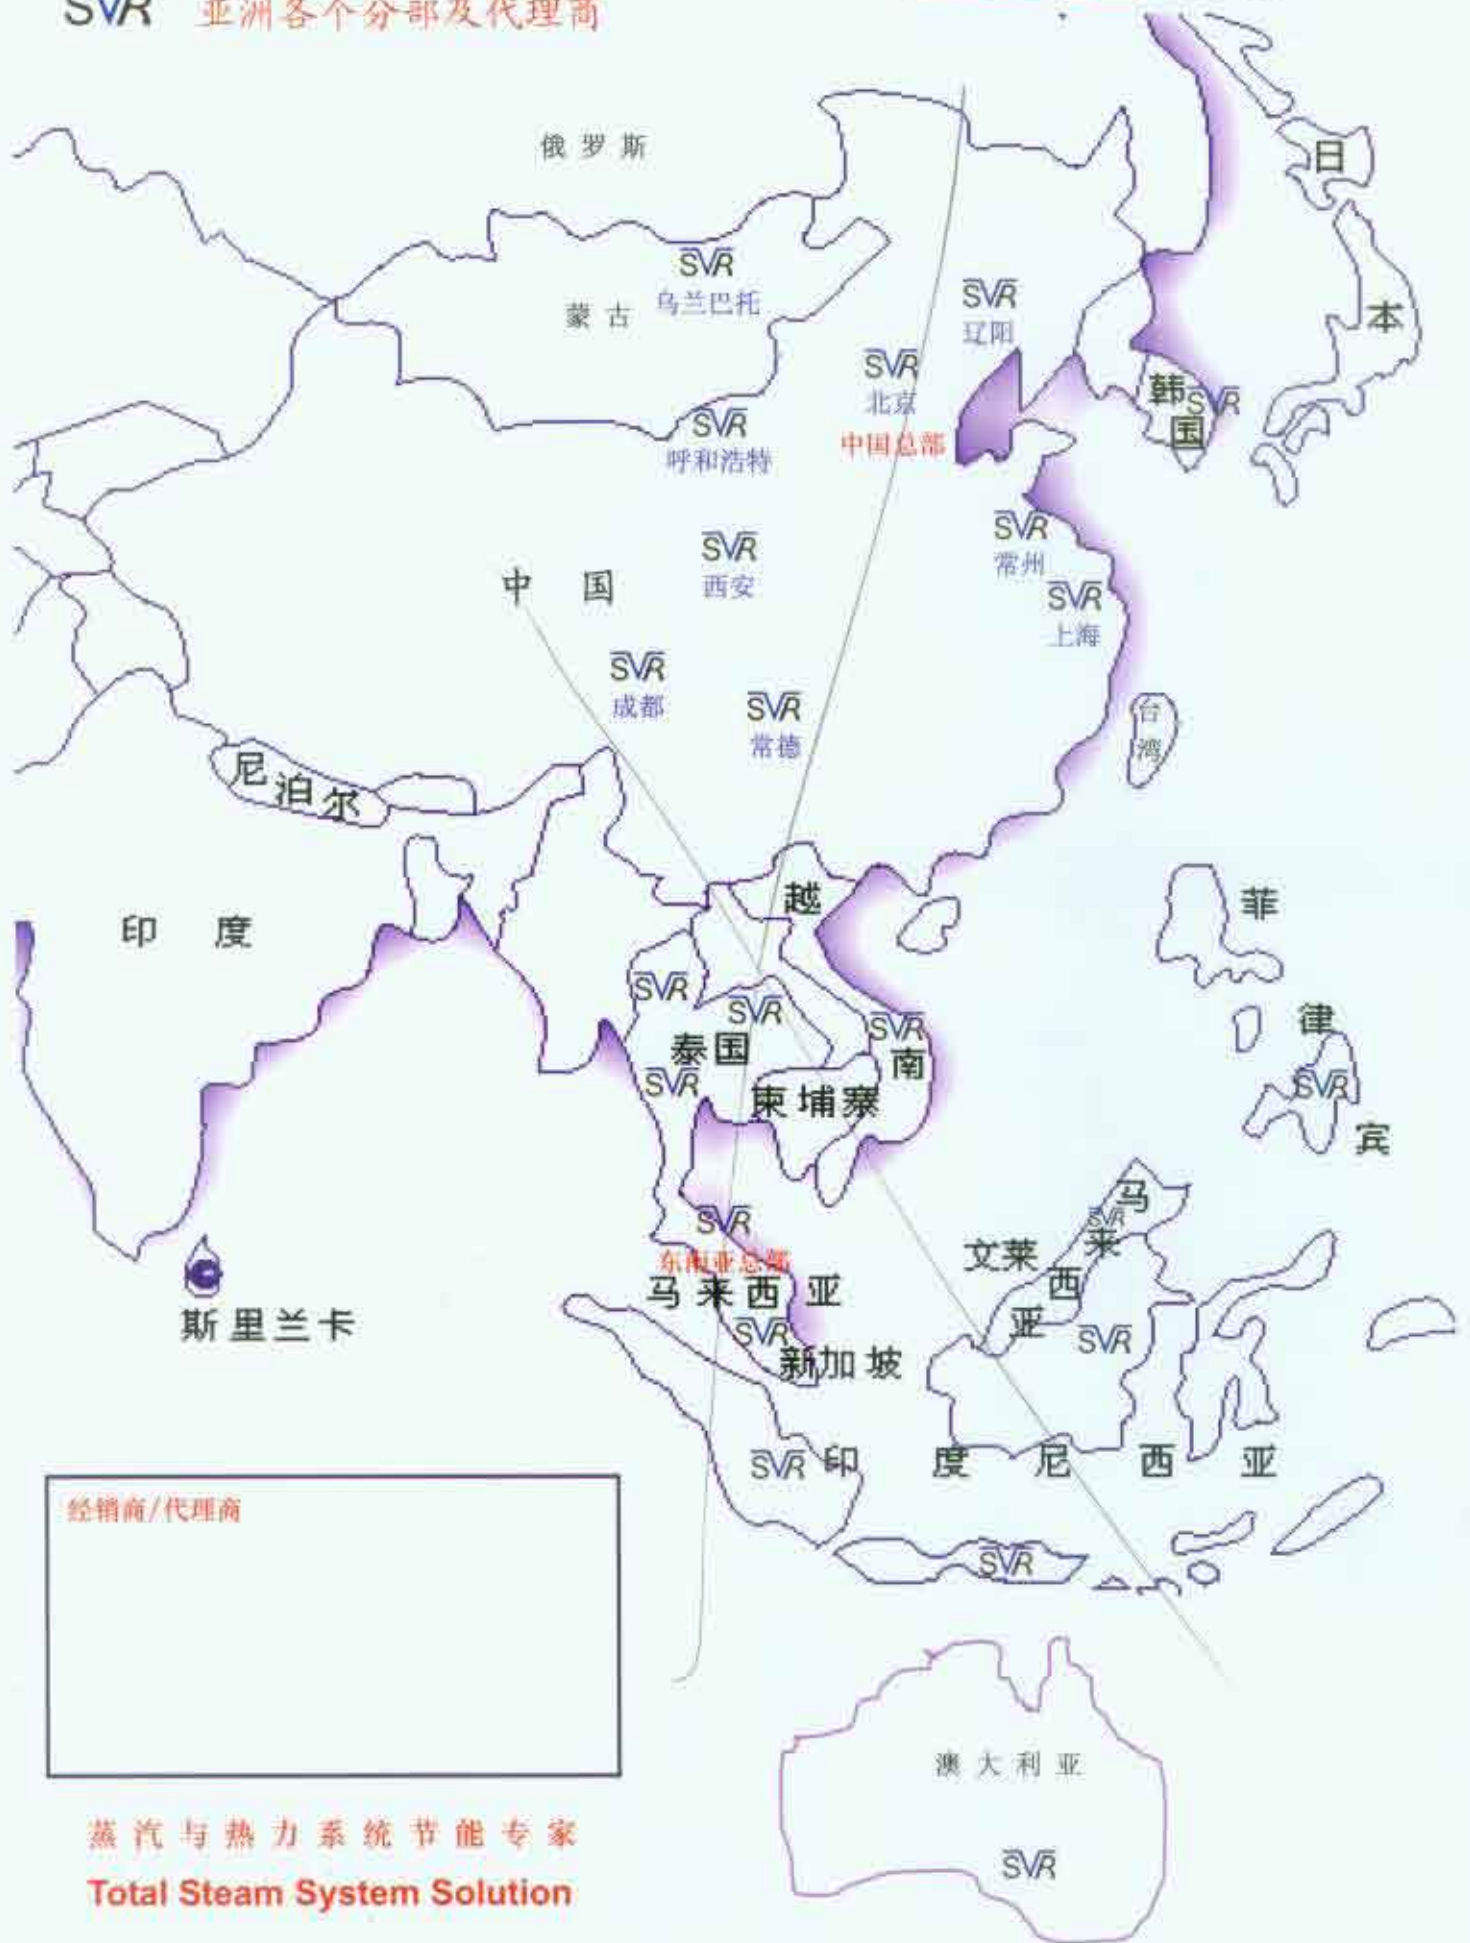 SVR 亚洲各个分部及代理商
俄罗斯
日
SVR
乌兰巴托
蒙古
SVR
辽阳
本
SVR
北京
中国总部
韩国
SVR
SVR
呼和浩特
SVR
常州
SVR
西安
中国
SVR
上海
SVR
成都
SVR
常德
台湾
尼泊尔
越
菲
印度
SVR
SVR
律
SVR
南
泰国
SVR
柬埔寨
SVR
宾
SVR
东南亚总部
马来西亚
SVR
新加坡
马
SVR
来
文莱
西
亚
SVR
斯里兰卡
SVR
印度尼西亚
SVR
经销商/代理商
澳大利亚
SVR
蒸汽与热力系统节能专家
Total Steam System Solution